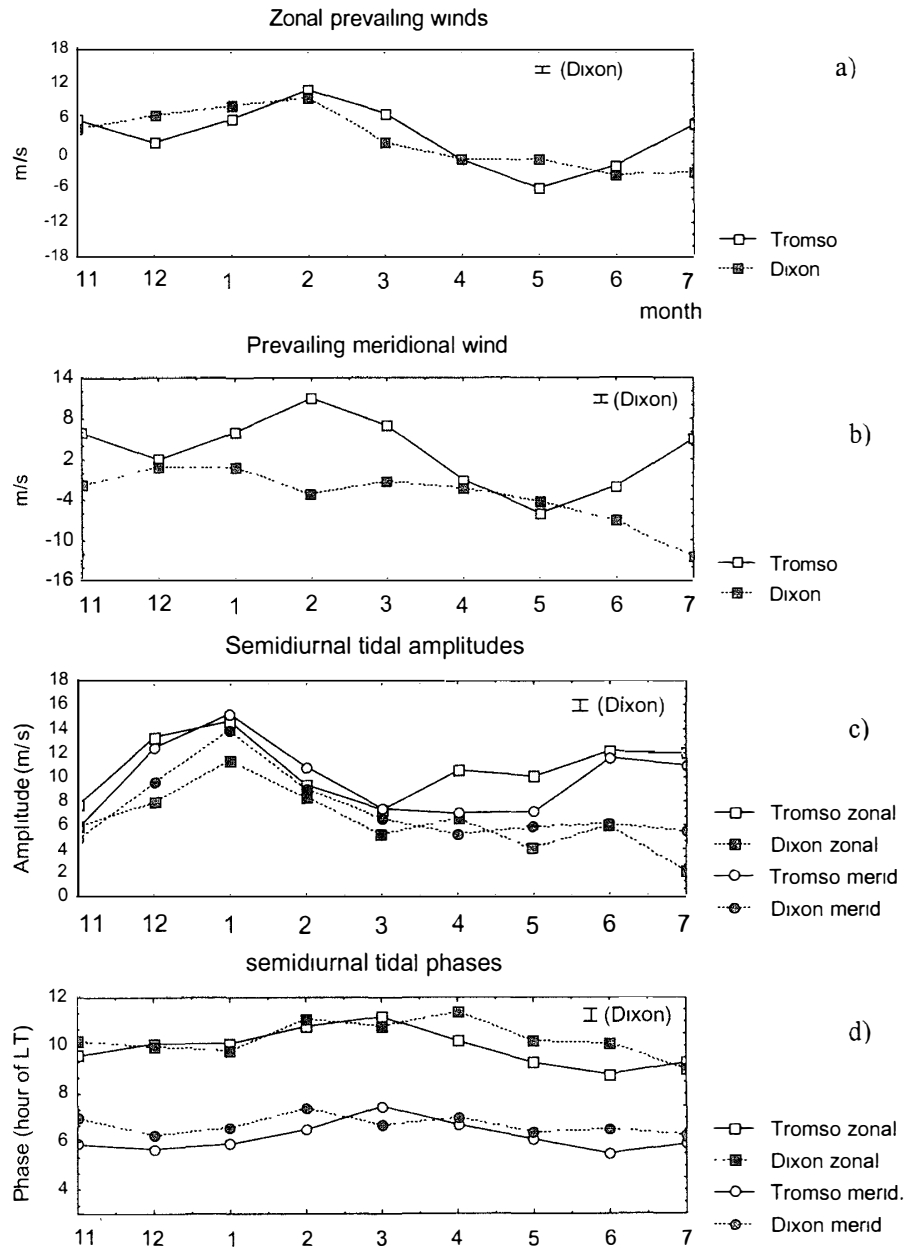 Zonal prevailing winds
18
12
6
0
-6
-12
-18
m/s
(Dixon)
a)
11 12 1 2 3 4 5 6 7
month
Tromso
Dixon
Prevailing meridional wind
14
8
2
-4
-10
-16
m/s
(Dixon)
b)
11 12 1 2 3 4 5 6 7
Tromso
Dixon
Semidiurnal tidal amplitudes
18
16
14
12
10
8
6
4
2
0
Amplitude (m/s)
(Dixon)
c)
11 12 1 2 3 4 5 6 7
Tromso zonal
Dixon zonal
Tromso merid
Dixon merid
semidiurnal tidal phases
12
10
8
6
4
Phase (hour of LT)
(Dixon)
d)
11 12 1 2 3 4 5 6 7
Tromso zonal
Dixon zonal
Tromso merid.
Dixon merid